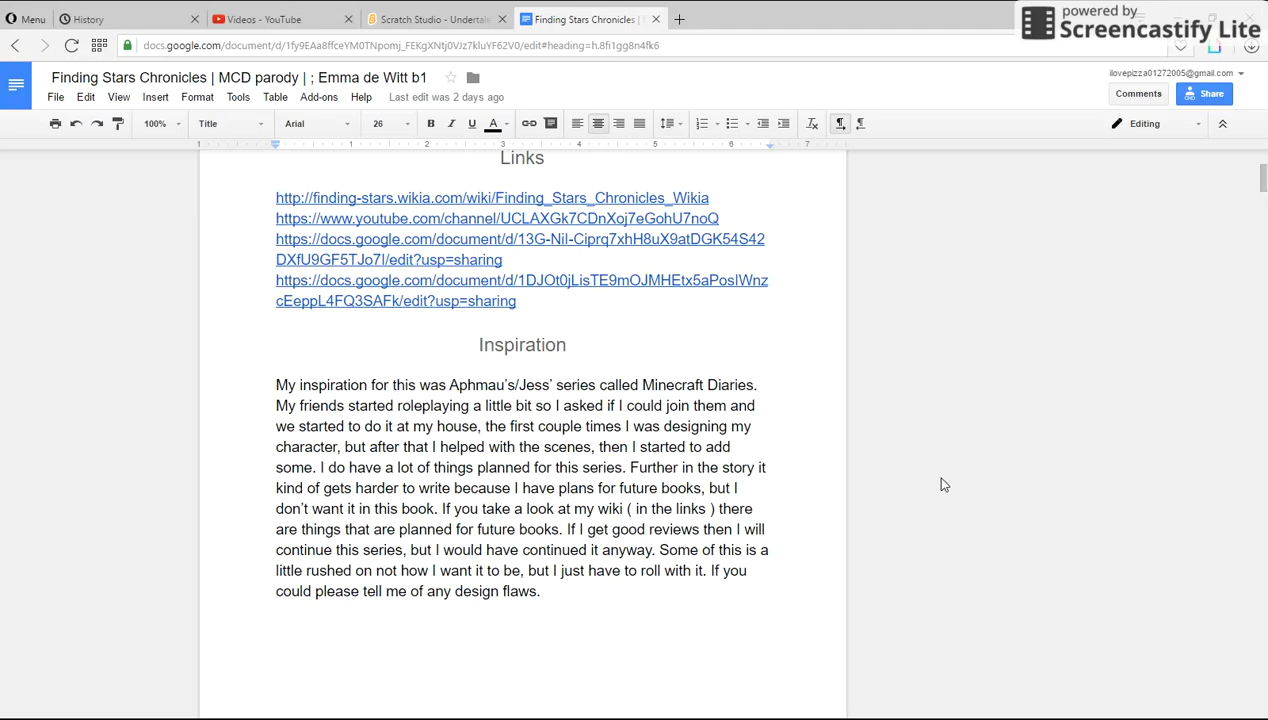 Menu
History
Videos - YouTube
Scratch Studio - Undertal
Finding Stars Chronicles |
powered by
Screencastify Lite
docs.google.com/document/d/1fy9EAa8ffceYM0TNpomj_FEKgXNtj0VJz7kIuYF62V0/edit#heading=h.8fi1gg8n4fk6
Finding Stars Chronicles | MCD parody | ; Emma de Witt b1
ilovepizza01272005@gmail.com
File Edit View Insert Format Tools Table Add-ons Help Last edit was 2 days ago
Comments
Share
100% Title Arial 26 B I U A
Editing
1 1 2 3 4 5 6 7
Links
http://finding-stars.wikia.com/wiki/Finding_Stars_Chronicles_Wikia
https://www.youtube.com/channel/UCLAXGk7CDnXoj7eGohU7noQ
https://docs.google.com/document/d/13G-Nil-Ciprq7xhH8uX9atDGK54S42
DXfU9GF5TJo7I/edit?usp=sharing
https://docs.google.com/document/d/1DJOt0jLisTE9mOJMHEtx5aPosIWnz
cEeppL4FQ3SAFk/edit?usp=sharing
Inspiration
My inspiration for this was Aphmau's/Jess' series called Minecraft Diaries.
My friends started roleplaying a little bit so I asked if I could join them and
we started to do it at my house, the first couple times I was designing my
character, but after that I helped with the scenes, then I started to add
some. I do have a lot of things planned for this series. Further in the story it
kind of gets harder to write because I have plans for future books, but I
don't want it in this book. If you take a look at my wiki ( in the links ) there
are things that are planned for future books. If I get good reviews then I will
continue this series, but I would have continued it anyway. Some of this is a
little rushed on not how I want it to be, but I just have to roll with it. If you
could please tell me of any design flaws.